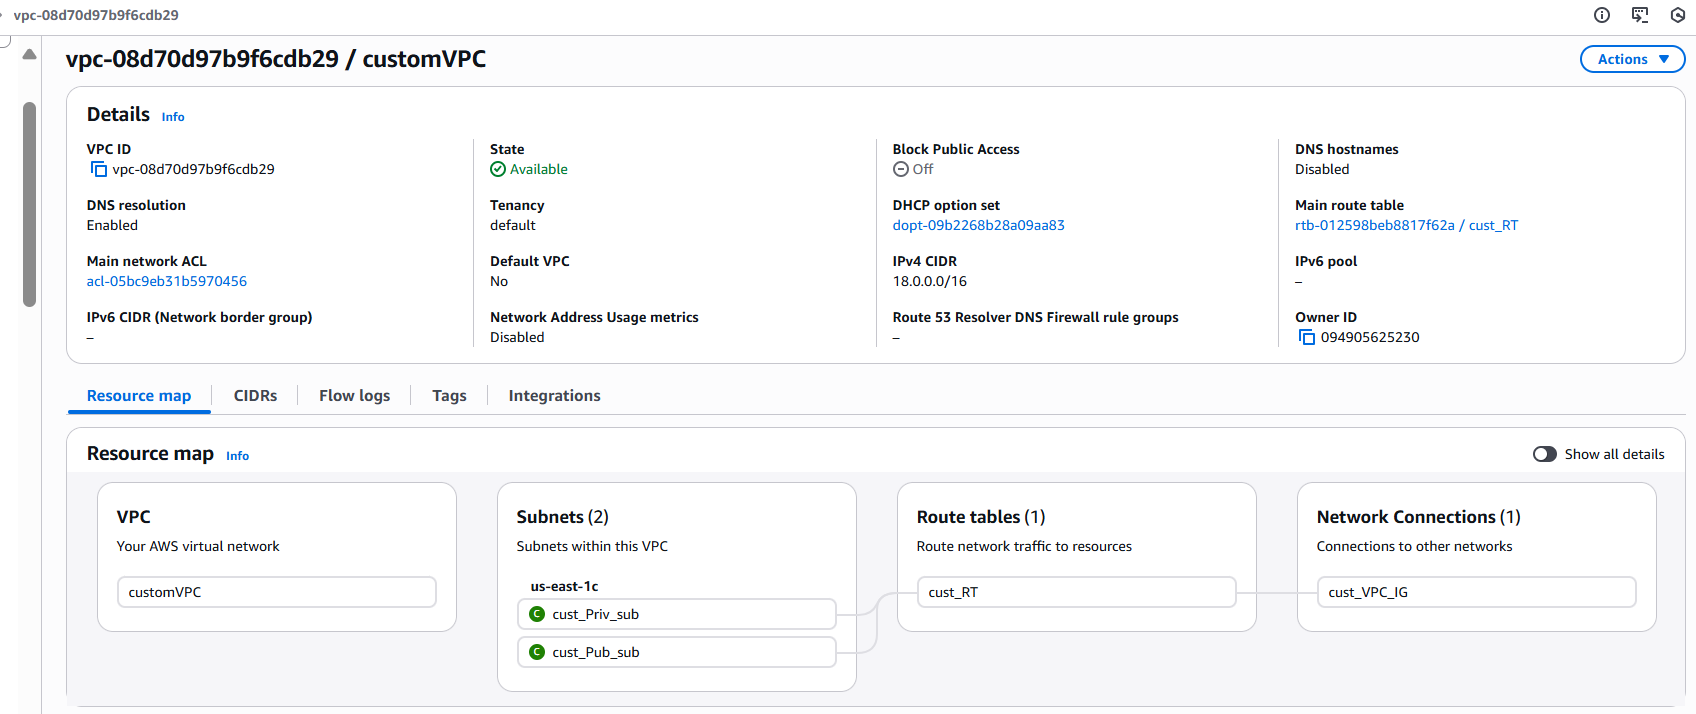 vpc-08d70d97b9f6cdb29
vpc-08d70d97b9f6cdb29 / customVPC
Actions
Details Info
VPC ID
vpc-08d70d97b9f6cdb29
State
Available
Block Public Access
Off
DNS hostnames
Disabled
DNS resolution
Enabled
Tenancy
default
DHCP option set
dopt-09b2268b28a09aa83
Main route table
rtb-012598beb8817f62a / cust_RT
Main network ACL
acl-05bc9eb31b5970456
Default VPC
No
IPv4 CIDR
18.0.0.0/16
IPv6 pool
–
IPv6 CIDR (Network border group)
–
Network Address Usage metrics
Disabled
Route 53 Resolver DNS Firewall rule groups
–
Owner ID
094905625230
Resource map
CIDRs
Flow logs
Tags
Integrations
Resource map Info
Show all details
VPC
Your AWS virtual network
customVPC
Subnets (2)
Subnets within this VPC
us-east-1c
C cust_Priv_sub
C cust_Pub_sub
Route tables (1)
Route network traffic to resources
cust_RT
Network Connections (1)
Connections to other networks
cust_VPC_IG